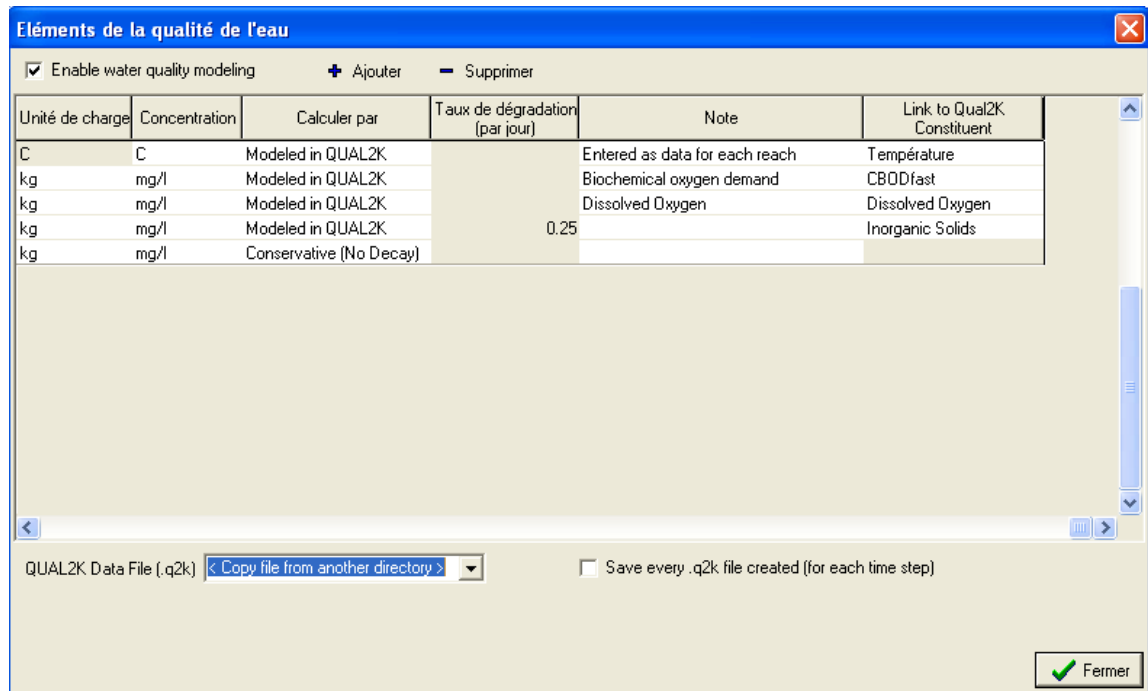 Eléments de la qualité de l'eau
Enable water quality modeling + Ajouter − Supprimer
Unité de charge Concentration Calculer par Taux de dégradation (par jour) Note Link to Qual2K Constituent
C C Modeled in QUAL2K Entered as data for each reach Température
kg mg/l Modeled in QUAL2K Biochemical oxygen demand CBODfast
kg mg/l Modeled in QUAL2K Dissolved Oxygen Dissolved Oxygen
kg mg/l Modeled in QUAL2K 0.25 Inorganic Solids
kg mg/l Conservative (No Decay)
QUAL2K Data File (.q2k) < Copy file from another directory > Save every .q2k file created (for each time step)
Fermer